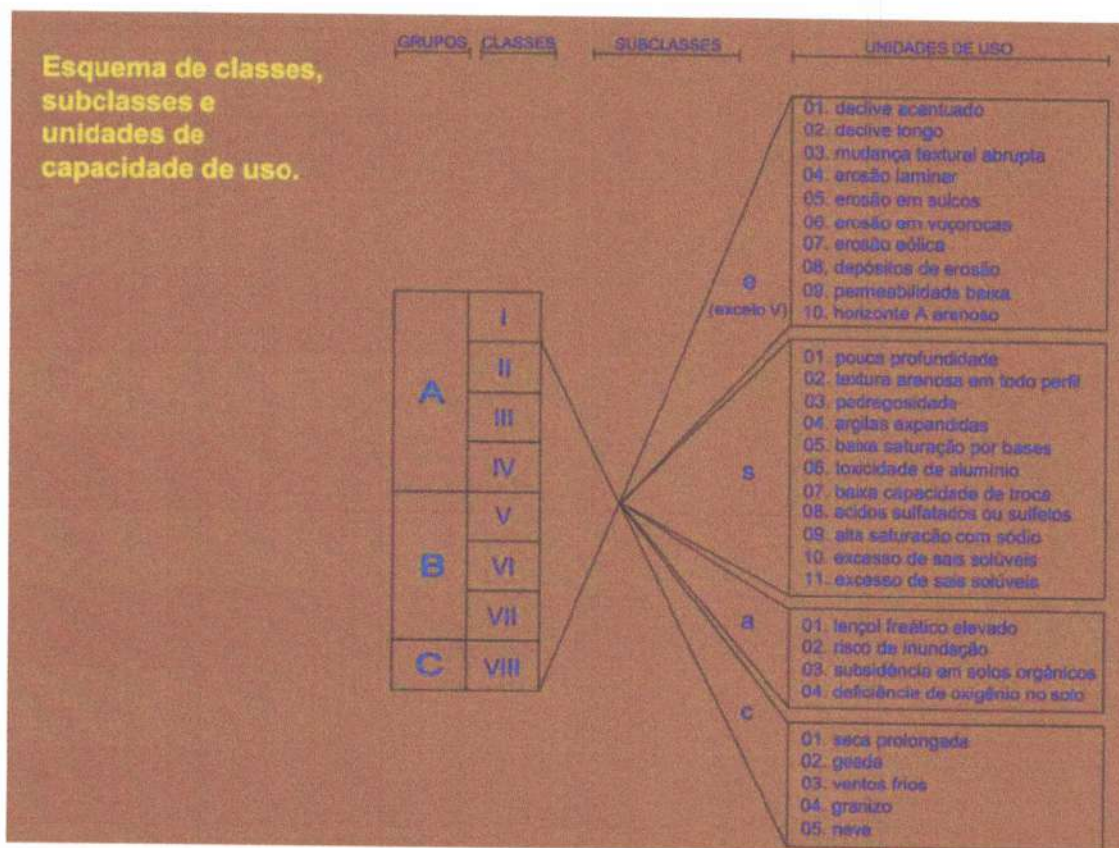 Esquema de classes,
subclasses e
unidades de
capacidade de uso.
GRUPOS CLASSES SUBCLASSES UNIDADES DE USO
A
B
C
I
II
III
IV
V
VI
VII
VIII
e
(exceto V)
01. declive acentuado
02. declive longo
03. mudança textural abrupta
04. erosão laminar
05. erosão em sulcos
06. erosão em voçorocas
07. erosão eólica
08. depósitos de erosão
09. permeabilidade baixa
10. horizonte A arenoso
s
01. pouca profundidade
02. textura arenosa em todo perfil
03. pedregosidade
04. argilas expandidas
05. baixa saturação por bases
06. toxicidade de alumínio
07. baixa capacidade de troca
08. acidos sulfatados ou sulfetos
09. alta saturação com sódio
10. excesso de sais solúveis
11. excesso de sais solúveis
a
01. lençol freático elevado
02. risco de inundação
03. subsidência em solos orgânicos
04. deficiência de oxigênio no solo
c
01. seca prolongada
02. geada
03. ventos frios
04. granizo
05. neve